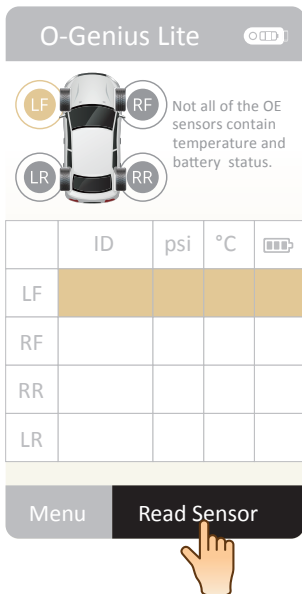 O-Genius Lite
LF
RF
Not all of the OE
sensors contain
temperature and
battery status.
LR
RR
ID psi °C
LF
RF
RR
LR
Menu Read Sensor